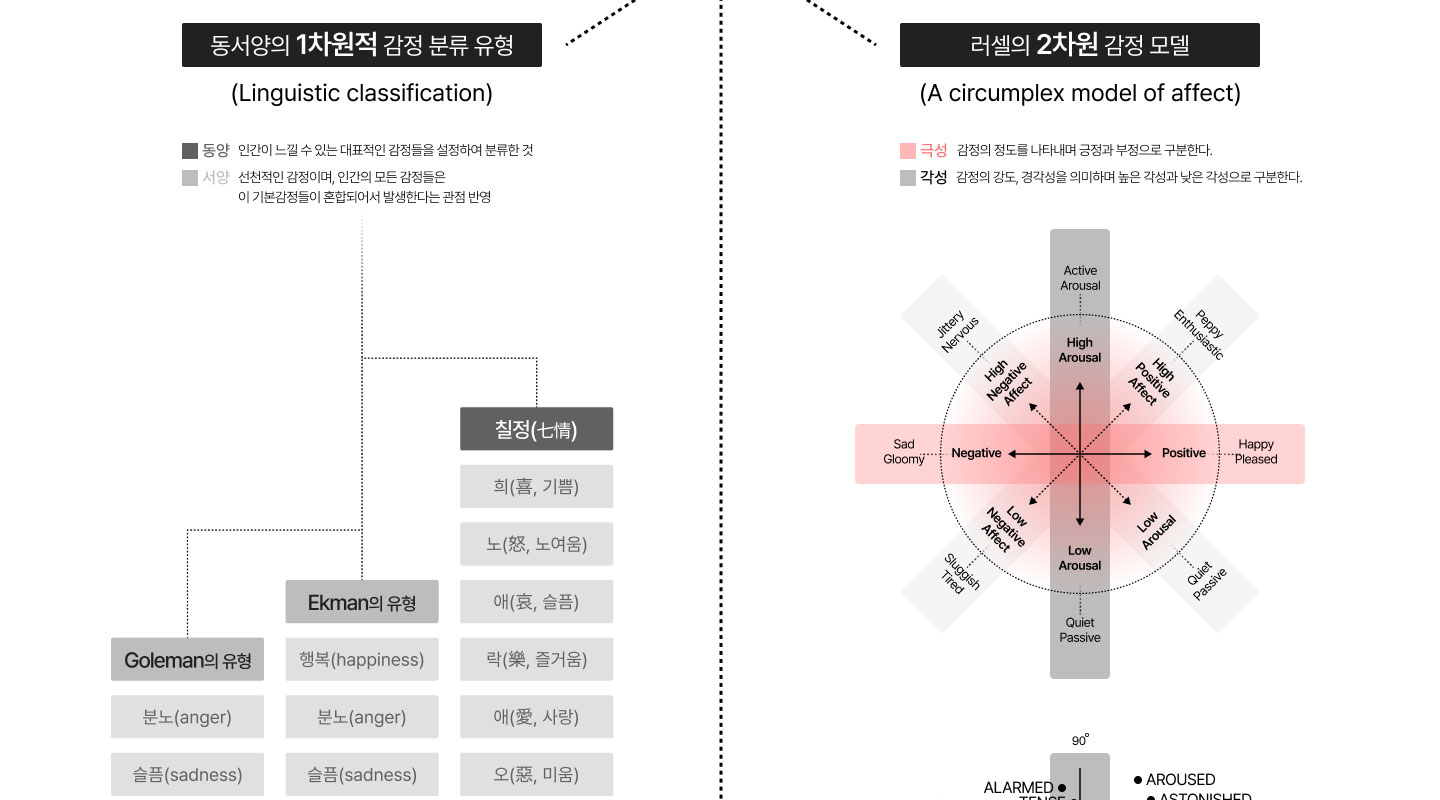 동서양의 1차원적 감정 분류 유형
(Linguistic classification)
동양 인간이 느낄 수 있는 대표적인 감정들을 설정하여 분류한 것
서양 선천적인 감정이며, 인간의 모든 감정들은
이 기본감정들이 혼합되어서 발생한다는 관점 반영
칠정(七情)
희(喜, 기쁨)
노(怒, 노여움)
애(哀, 슬픔)
락(樂, 즐거움)
애(愛, 사랑)
오(惡, 미움)
Ekman의 유형
행복(happiness)
분노(anger)
슬픔(sadness)
Goleman의 유형
분노(anger)
슬픔(sadness)
러셀의 2차원 감정 모델
(A circumplex model of affect)
극성 감정의 정도를 나타내며 긍정과 부정으로 구분한다.
각성 감정의 강도, 경각성을 의미하며 높은 각성과 낮은 각성으로 구분한다.
Active
Arousal
High
Arousal
Jittery
Nervous
High
Negative
Affect
Peppy
Enthusiastic
High
Positive
Affect
Sad
Gloomy
Negative
Positive
Happy
Pleased
Low
Negative
Affect
Sluggish
Tired
Low
Arousal
Quiet
Passive
Low
Arousal
Quiet
Passive
90°
ALARMED
AROUSED
TENSE
ASTONISHED